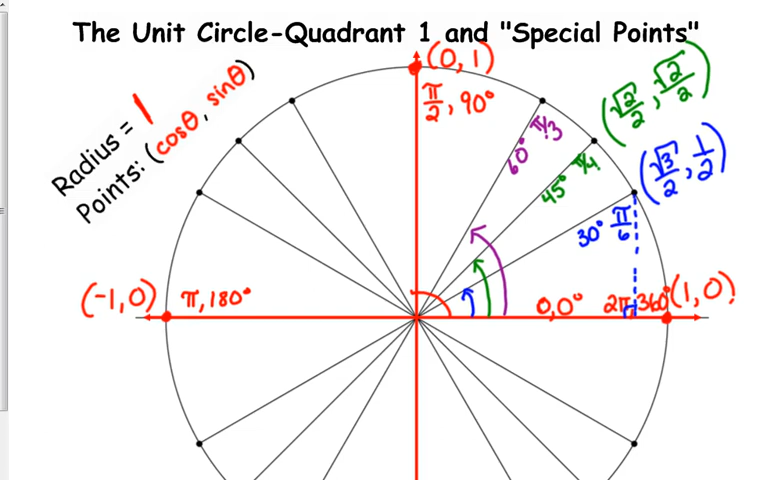 The Unit Circle-Quadrant 1 and "Special Points"
Radius = 1
Points: (cosθ, sinθ)
(0,1)
π/2, 90°
60° π/3
(√2/2, √2/2)
45° π/4
(√3/2, 1/2)
30° π/6
(-1,0)
π, 180°
0, 0°
2π, 360°
(1,0)